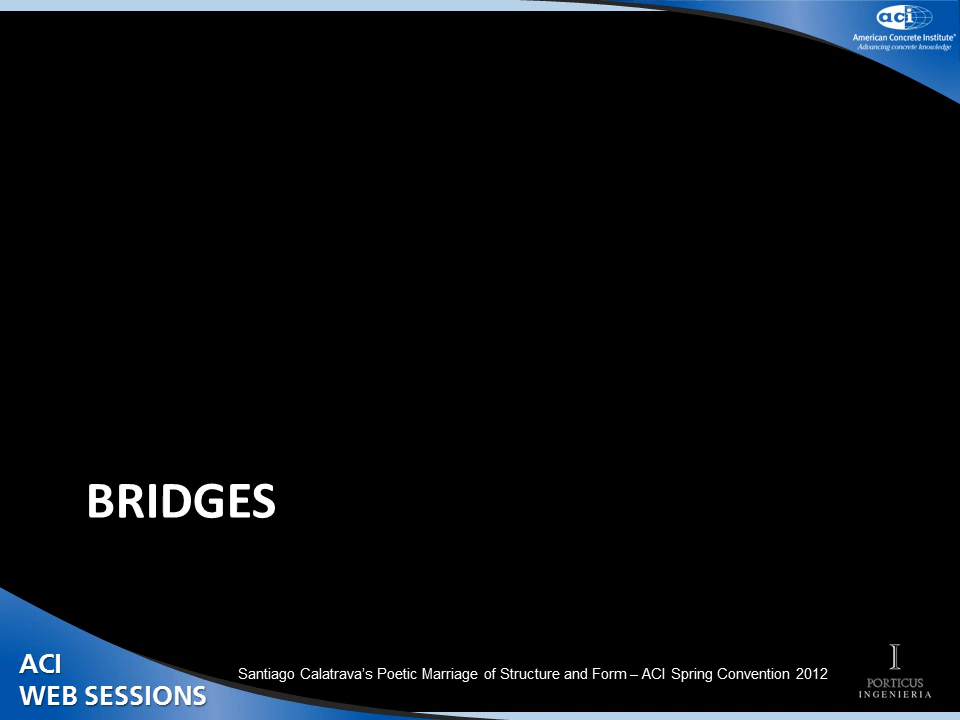 aci
American Concrete Institute®
Advancing concrete knowledge
BRIDGES
ACI
WEB SESSIONS
Santiago Calatrava’s Poetic Marriage of Structure and Form – ACI Spring Convention 2012
I
PORTICUS
INGENIERIA